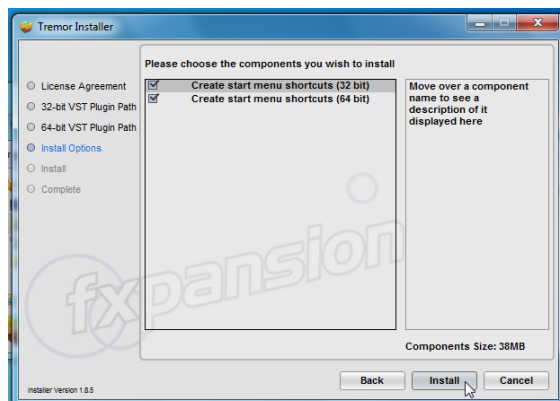 Tremor Installer
Please choose the components you wish to install
License Agreement
32-bit VST Plugin Path
64-bit VST Plugin Path
Install Options
Install
Complete
Create start menu shortcuts (32 bit)
Create start menu shortcuts (64 bit)
Move over a component
name to see a
description of it
displayed here
fxpansion
Components Size: 38MB
Installer Version 1.8.5
Back
Install
Cancel